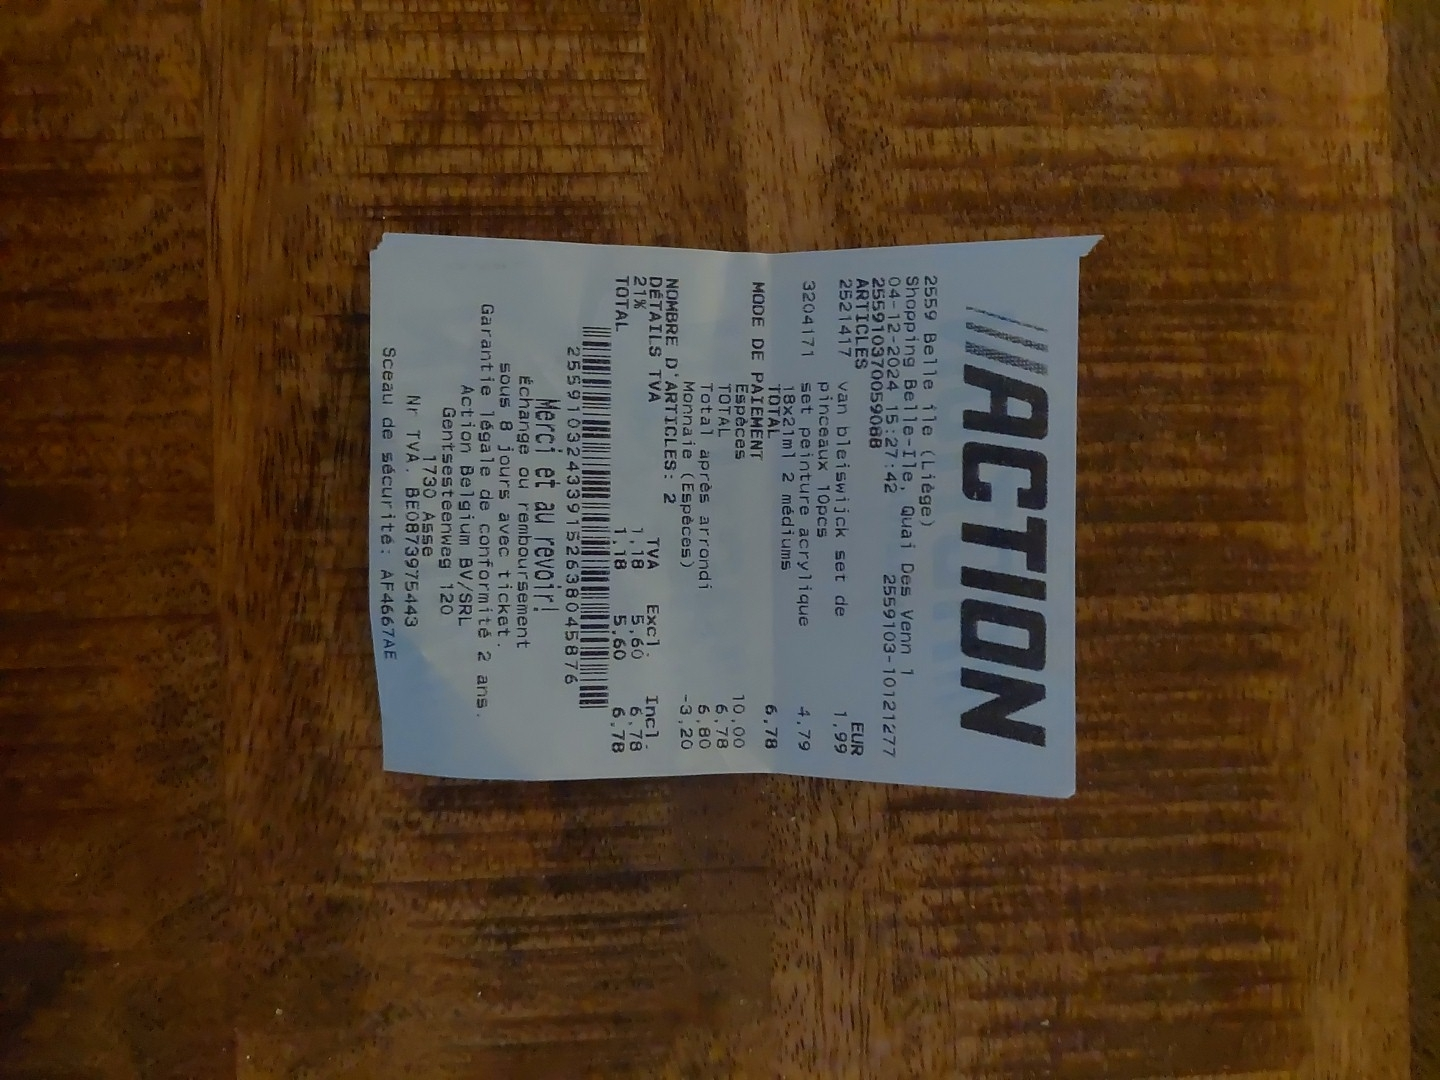 ACTION
2559 Belle île (Liège)
Shopping Belle-Ile, Quai Des Venn 1
04-12-2024 15:27:42 2559103-10121277
2559103700590​88
ARTICLES EUR
2521417 van bleiswijck set de 1,99
pinceaux 10pcs
3204171 set peinture acrylique 4,79
18x21ml 2 médiums
TOTAL 6,78
MODE DE PAIEMENT
Espèces 10,00
TOTAL 6,78
Total après arrondi 6,80
Monnaie (Espèces) -3,20
NOMBRE D'ARTICLES: 2
DÉTAILS TVA TVA Excl. Incl.
21% 1,18 5,60 6,78
TOTAL 1,18 5,60 6,78
2559103243391526380​45876
Merci et au revoir!
Échange ou remboursement
sous 8 jours avec ticket.
Garantie légale de conformité 2 ans.
Action Belgium BV/SRL
Gentsesteenweg 120
1730 Asse
Nr TVA. BE0873975443
Sceau de sécurité: AF4667AE